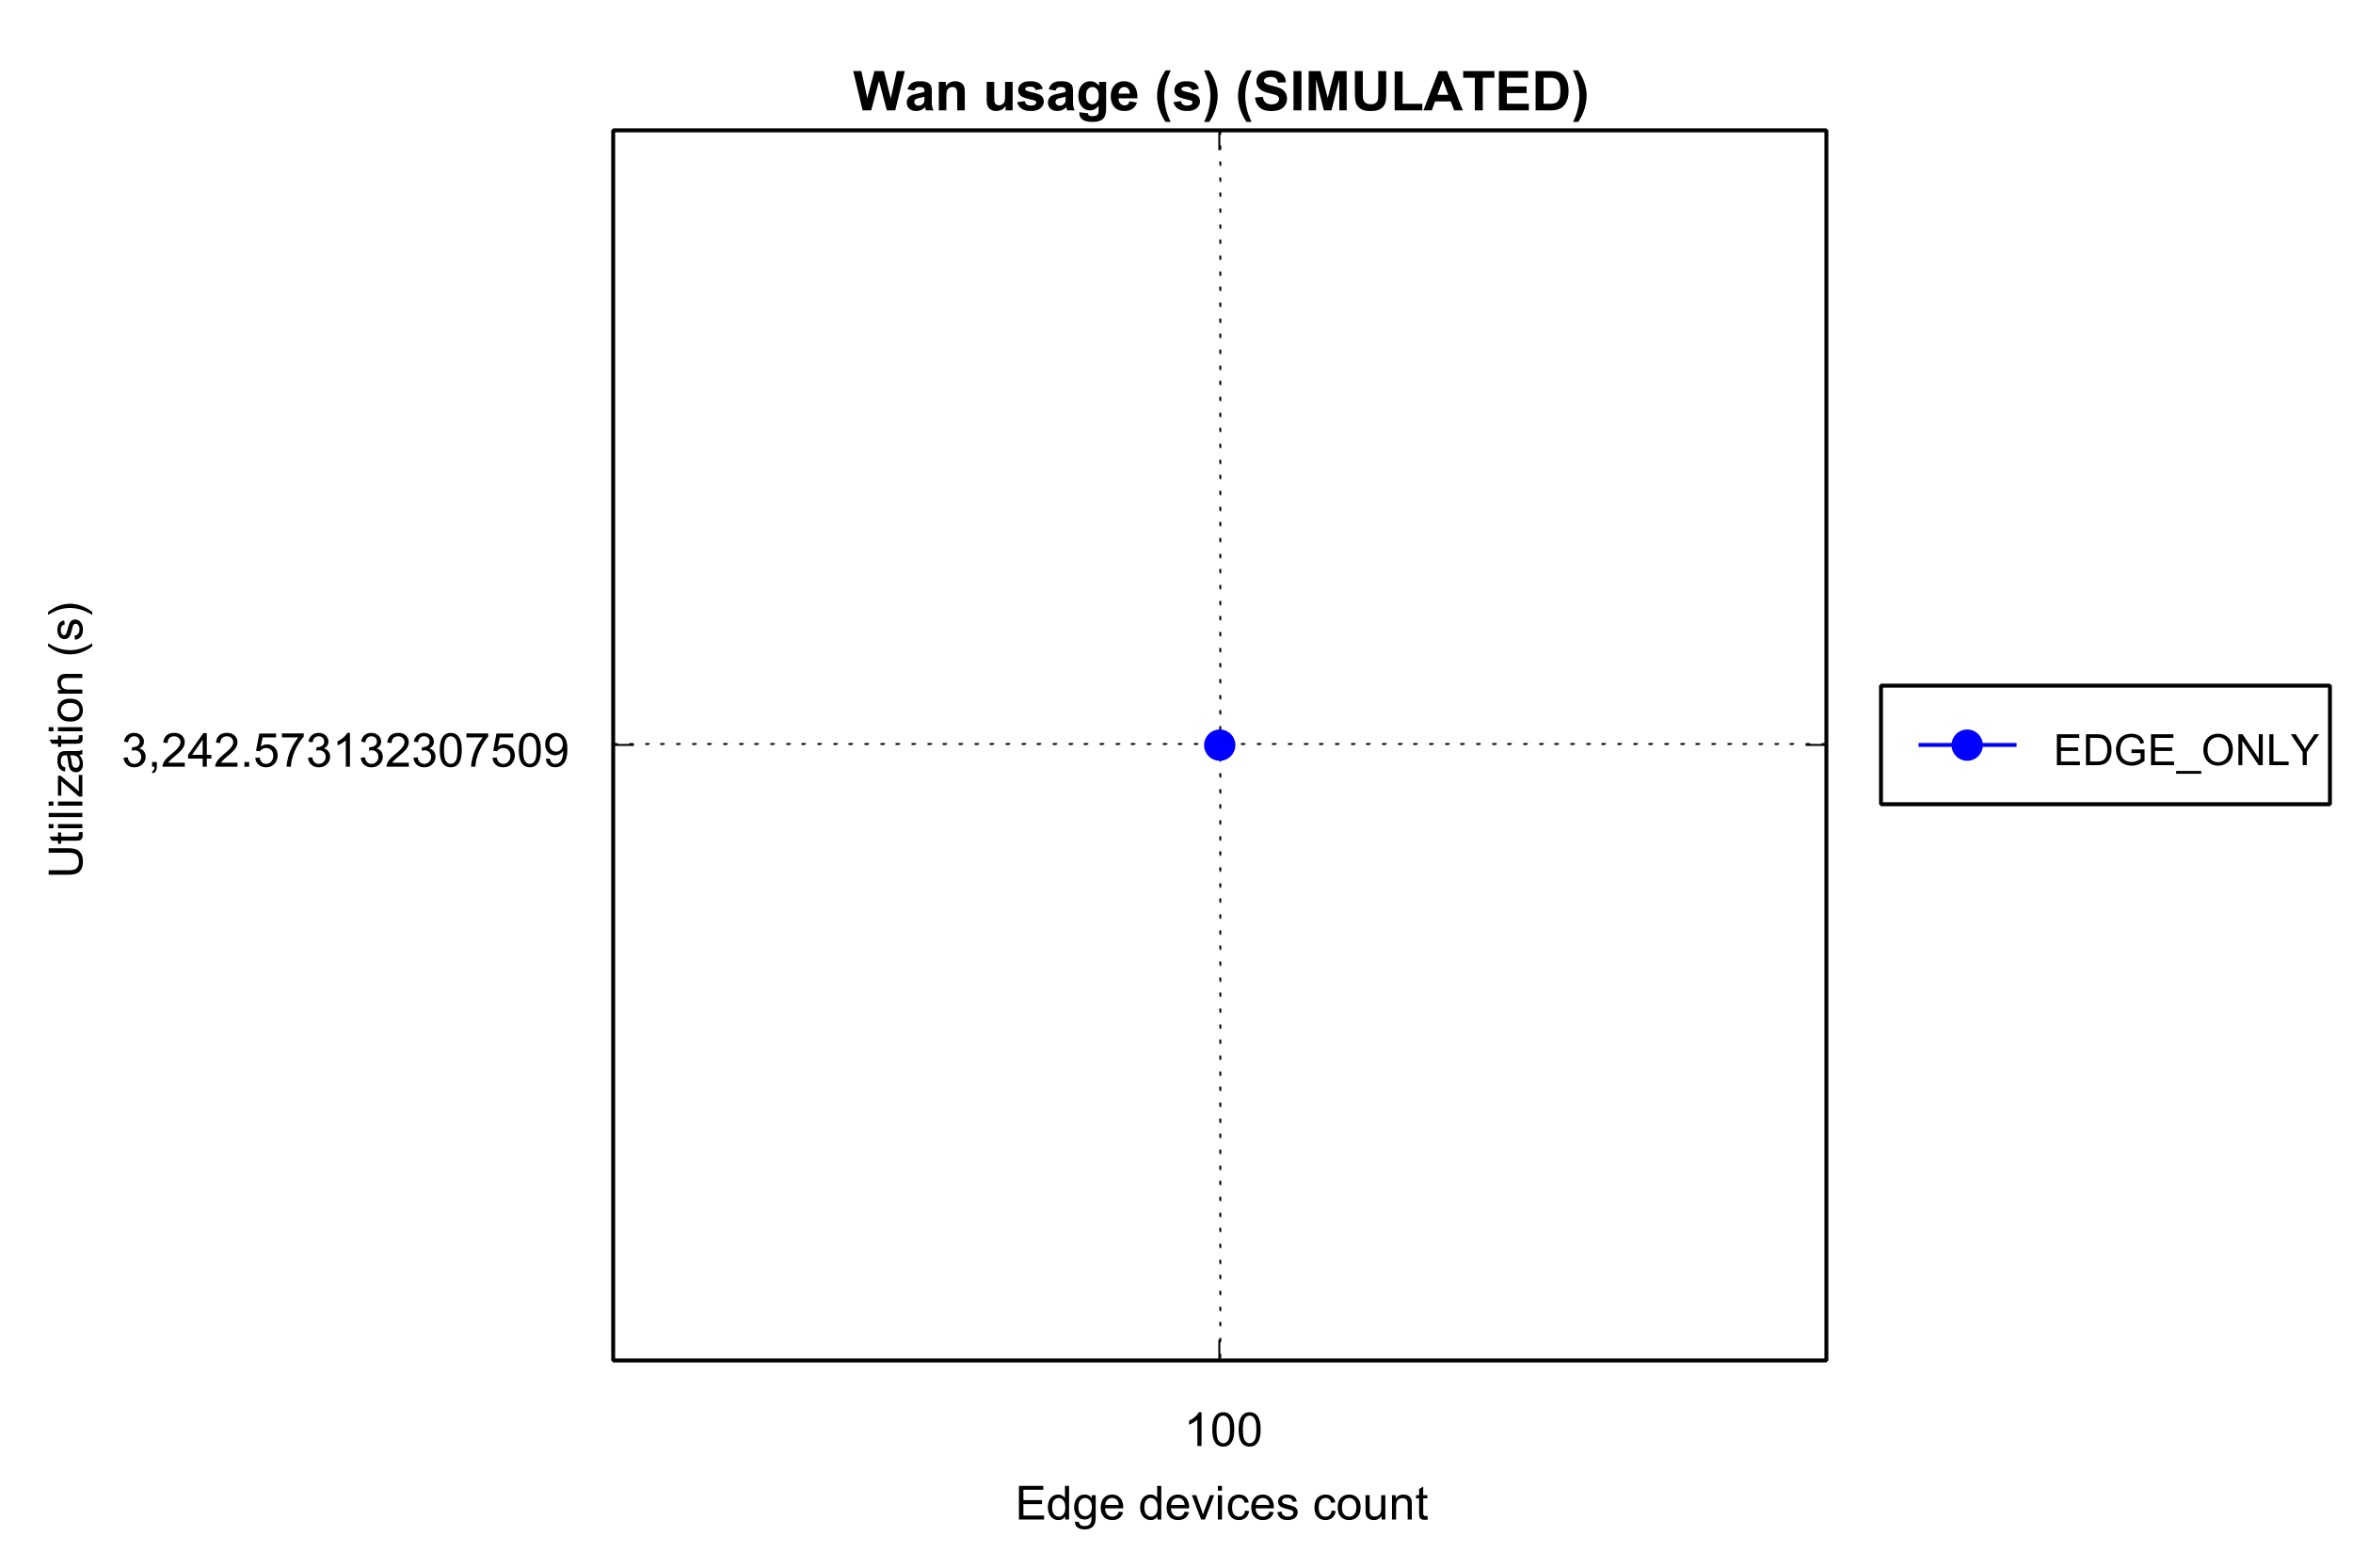 Wan usage (s) (SIMULATED)
Utilization (s)
3,242.573132307509
EDGE_ONLY
100
Edge devices count